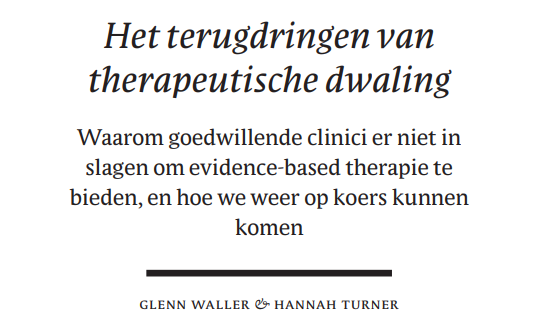 Het terugdringen van
therapeutische dwaling
Waarom goedwillende clinici er niet in
slagen om evidence-based therapie te
bieden, en hoe we weer op koers kunnen
komen
GLENN WALLER & HANNAH TURNER